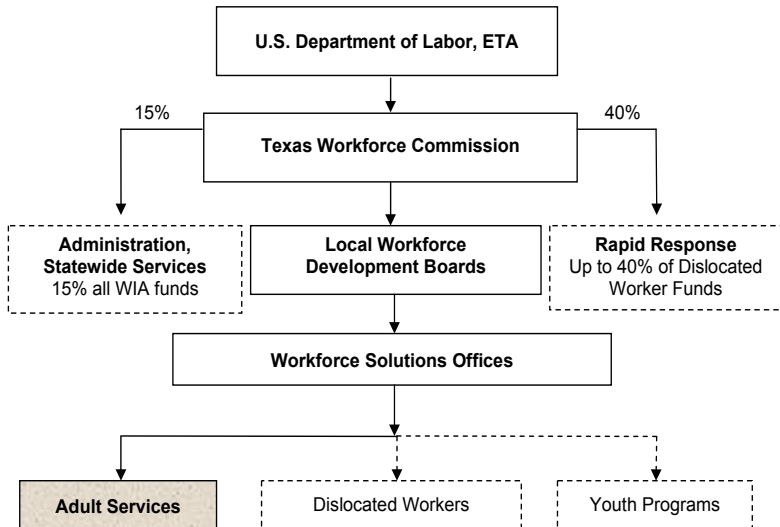 U.S. Department of Labor, ETA
15%
40%
Texas Workforce Commission
Administration,
Statewide Services
15% all WIA funds
Local Workforce
Development Boards
Rapid Response
Up to 40% of Dislocated
Worker Funds
Workforce Solutions Offices
Adult Services
Dislocated Workers
Youth Programs